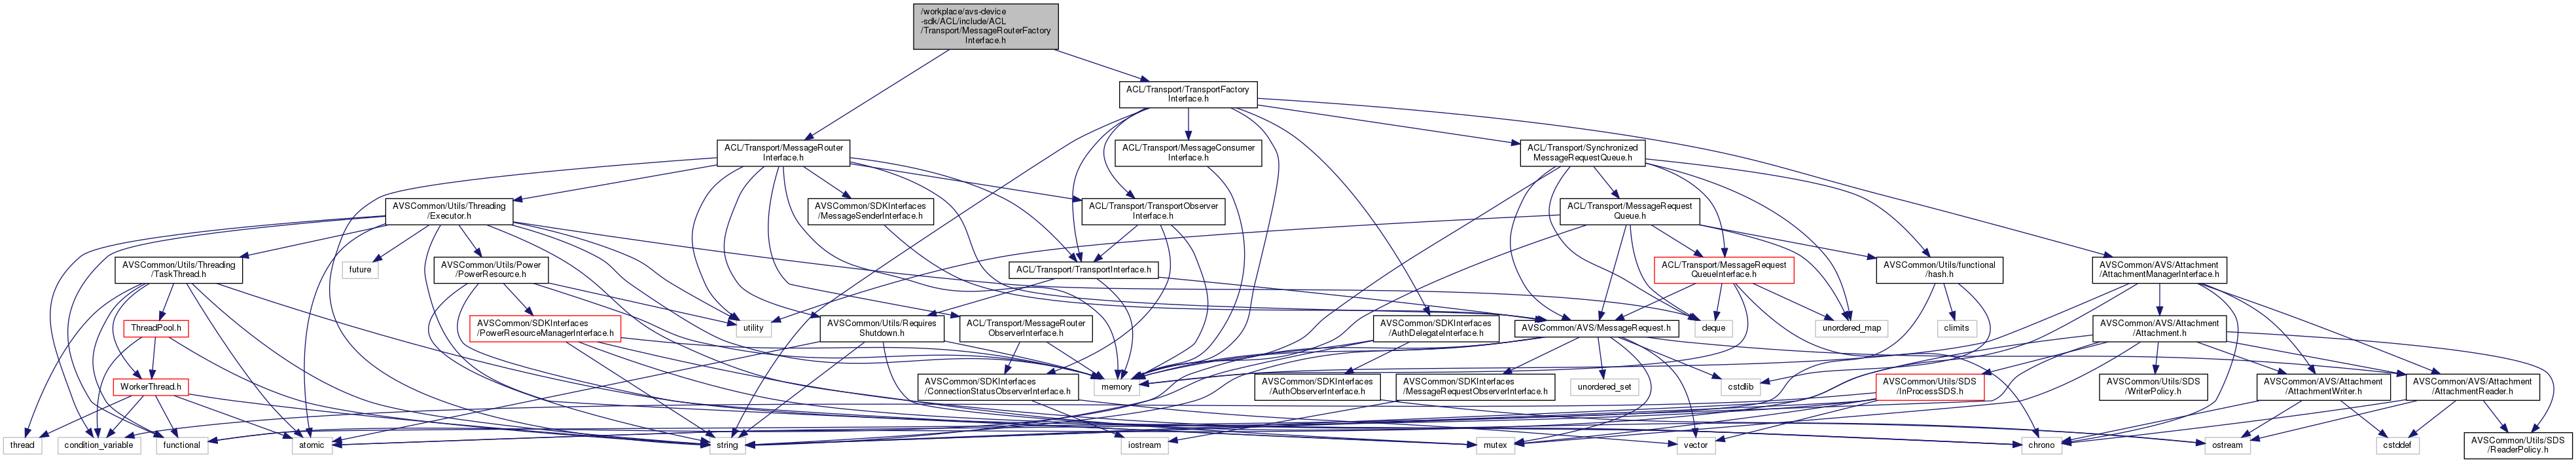 /workplace/avs-device
-sdk/ACL/include/ACL
/Transport/MessageRouterFactory
Interface.h
ACL/Transport/TransportFactory
Interface.h
ACL/Transport/MessageRouter
Interface.h
ACL/Transport/MessageConsumer
Interface.h
ACL/Transport/Synchronized
MessageRequestQueue.h
AVSCommon/Utils/Threading
/Executor.h
AVSCommon/SDKInterfaces
/MessageSenderInterface.h
ACL/Transport/TransportObserver
Interface.h
ACL/Transport/MessageRequest
Queue.h
AVSCommon/Utils/Threading
/TaskThread.h
future
AVSCommon/Utils/Power
/PowerResource.h
ACL/Transport/TransportInterface.h
ACL/Transport/MessageRequest
QueueInterface.h
AVSCommon/Utils/functional
/hash.h
AVSCommon/AVS/Attachment
/AttachmentManagerInterface.h
ThreadPool.h
AVSCommon/SDKInterfaces
/PowerResourceManagerInterface.h
utility
AVSCommon/Utils/Requires
Shutdown.h
ACL/Transport/MessageRouter
ObserverInterface.h
AVSCommon/SDKInterfaces
/AuthDelegateInterface.h
AVSCommon/AVS/MessageRequest.h
deque
unordered_map
climits
AVSCommon/AVS/Attachment
/Attachment.h
WorkerThread.h
AVSCommon/SDKInterfaces
/ConnectionStatusObserverInterface.h
memory
AVSCommon/SDKInterfaces
/AuthObserverInterface.h
AVSCommon/SDKInterfaces
/MessageRequestObserverInterface.h
unordered_set
cstdlib
AVSCommon/Utils/SDS
/InProcessSDS.h
AVSCommon/Utils/SDS
/WriterPolicy.h
AVSCommon/AVS/Attachment
/AttachmentWriter.h
AVSCommon/AVS/Attachment
/AttachmentReader.h
thread
condition_variable
functional
atomic
string
iostream
mutex
vector
chrono
ostream
cstddef
AVSCommon/Utils/SDS
/ReaderPolicy.h